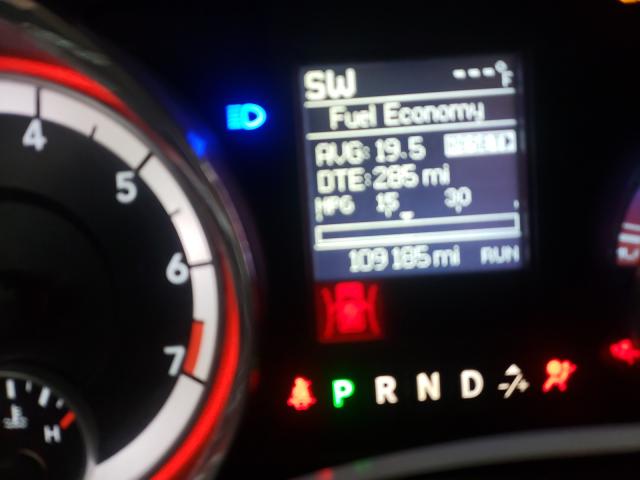 4
5
6
7
H
SW ---°F
Fuel Economy
AVG: 19.5 RESET
DTE: 285 mi
MPG 15 30
109185 mi RUN
P R N D -/+